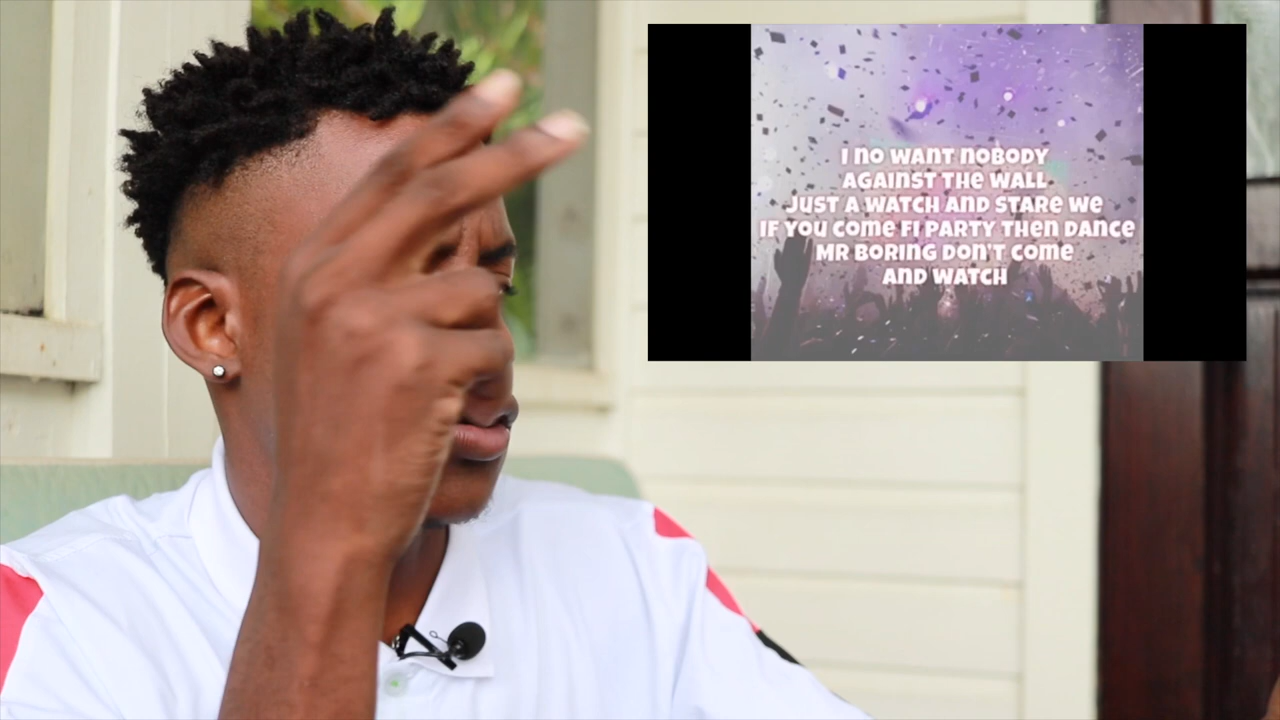 I NO WANT NOBODY
AGAINST THE WALL
JUST A WATCH AND STARE WE
IF YOU COME FI PARTY THEN DANCE
MR BORING DON'T COME
AND WATCH